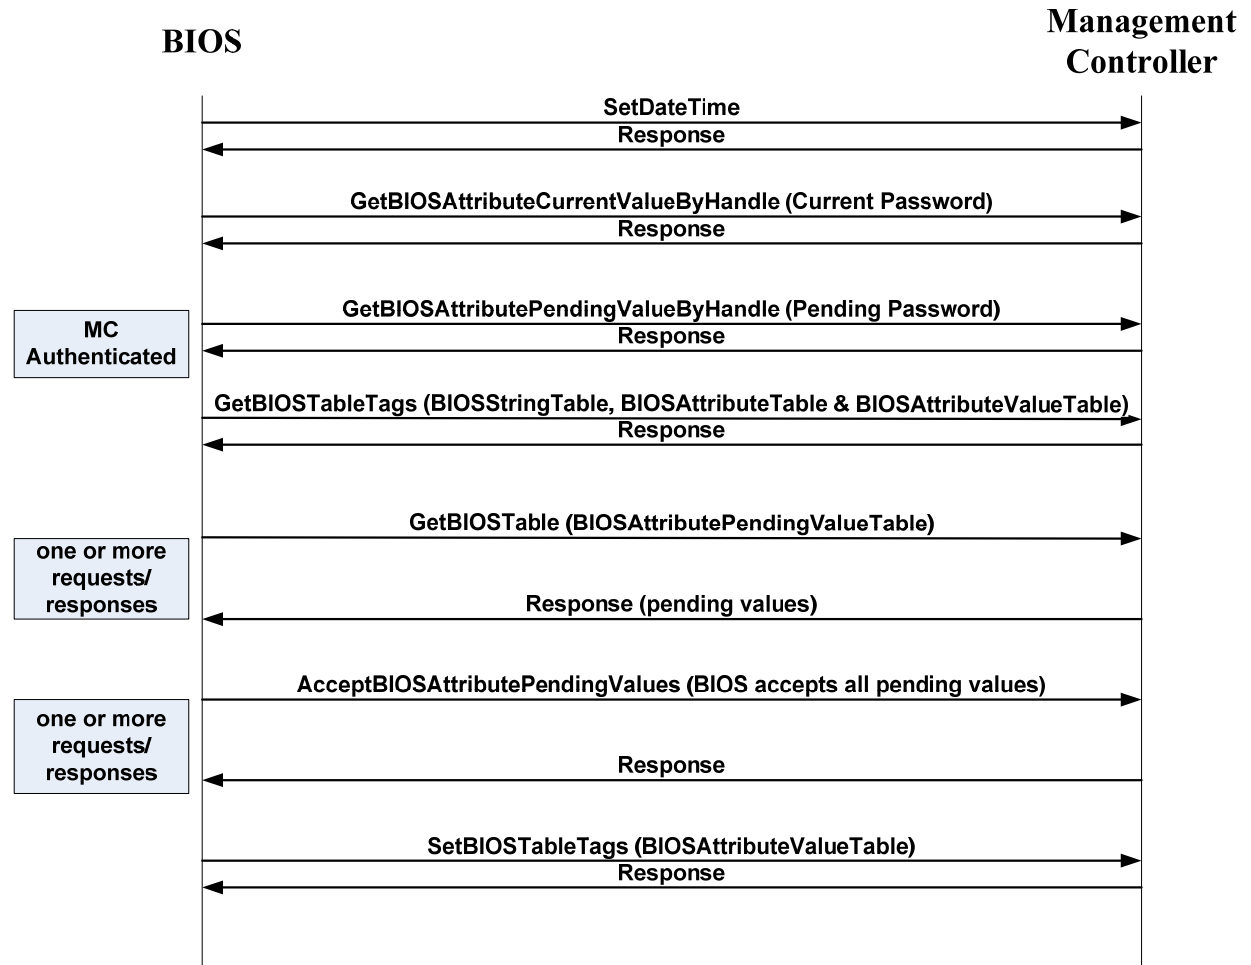 BIOS
Management
Controller
SetDateTime
Response
GetBIOSAttributeCurrentValueByHandle (Current Password)
Response
GetBIOSAttributePendingValueByHandle (Pending Password)
MC
Authenticated
Response
GetBIOSTableTags (BIOSStringTable, BIOSAttributeTable & BIOSAttributeValueTable)
Response
GetBIOSTable (BIOSAttributePendingValueTable)
one or more
requests/
responses
Response (pending values)
AcceptBIOSAttributePendingValues (BIOS accepts all pending values)
one or more
requests/
responses
Response
SetBIOSTableTags (BIOSAttributeValueTable)
Response